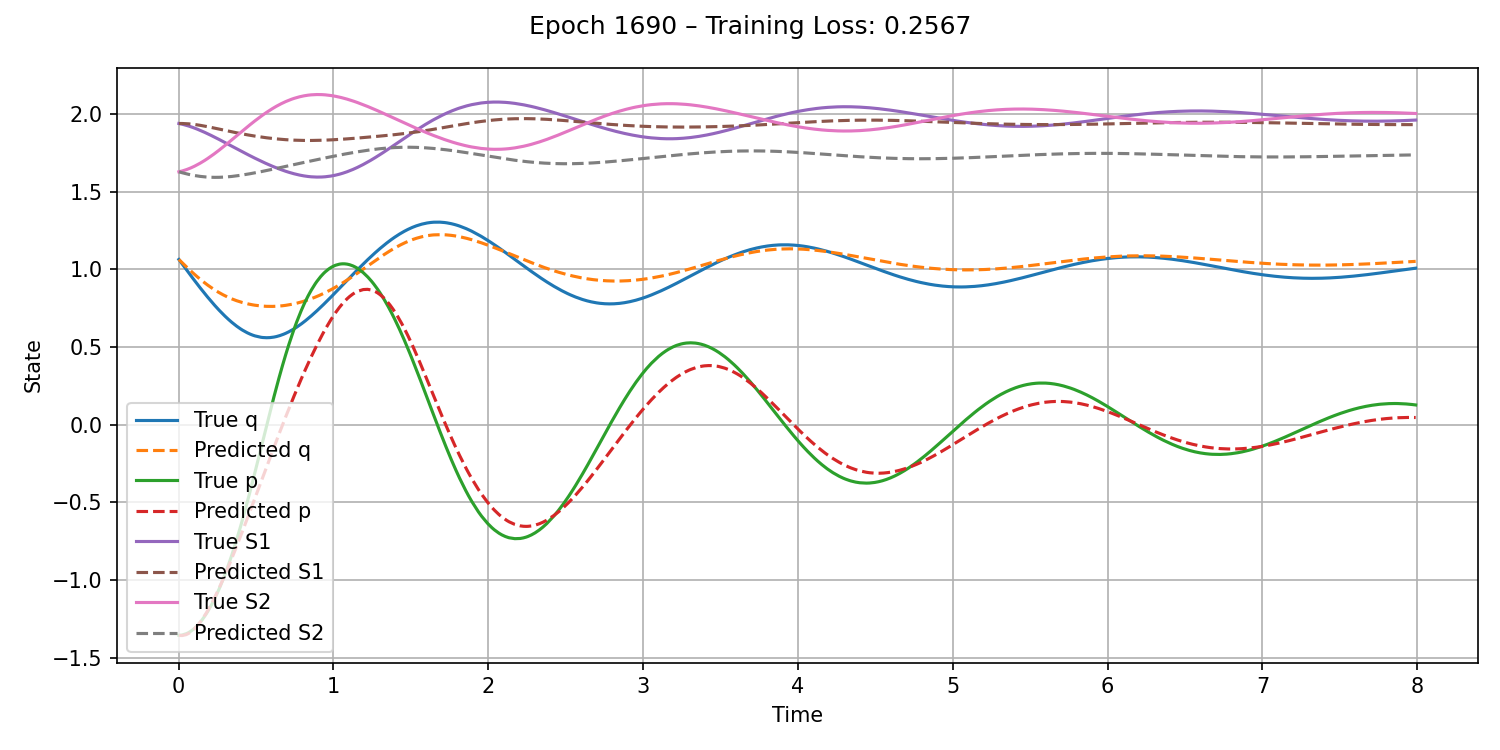 Epoch 1690 – Training Loss: 0.2567
State
2.0
1.5
1.0
0.5
0.0
−0.5
−1.0
−1.5
True q
Predicted q
True p
Predicted p
True S1
Predicted S1
True S2
Predicted S2
0 1 2 3 4 5 6 7 8
Time